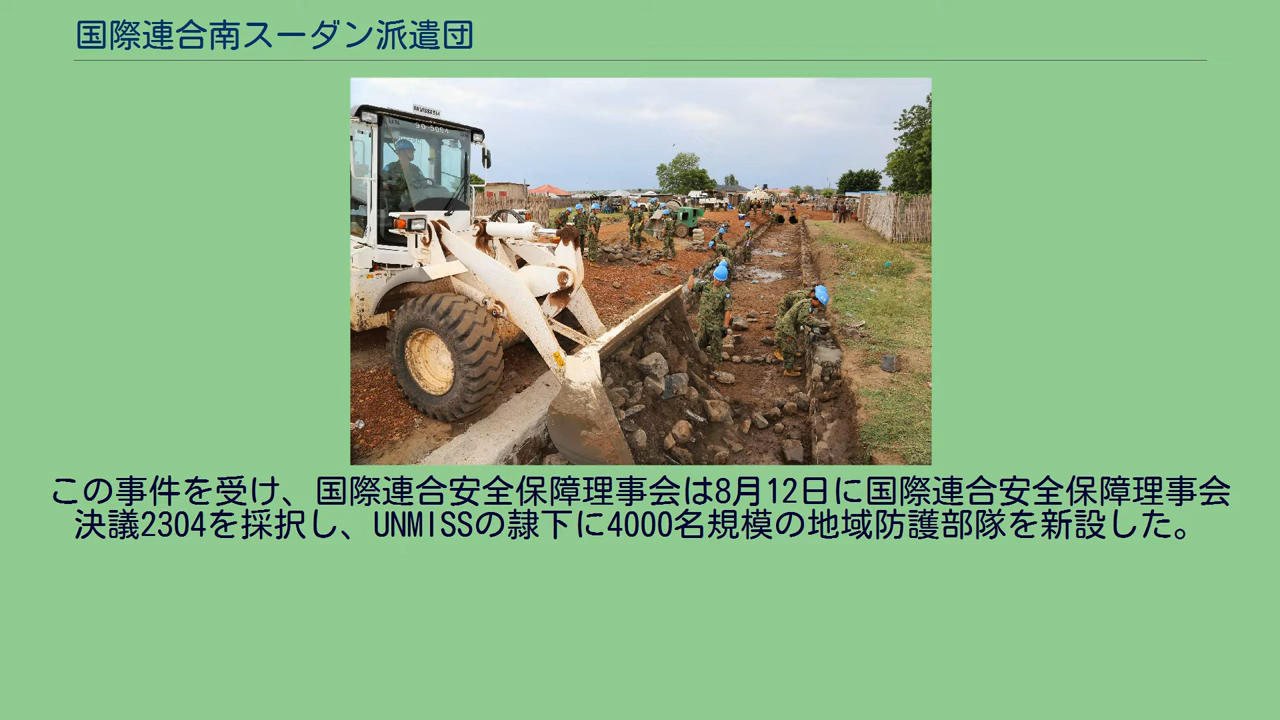 国際連合南スーダン派遣団
この事件を受け、国際連合安全保障理事会は8月12日に国際連合安全保障理事会
決議2304を採択し、UNMISSの隷下に4000名規模の地域防護部隊を新設した。